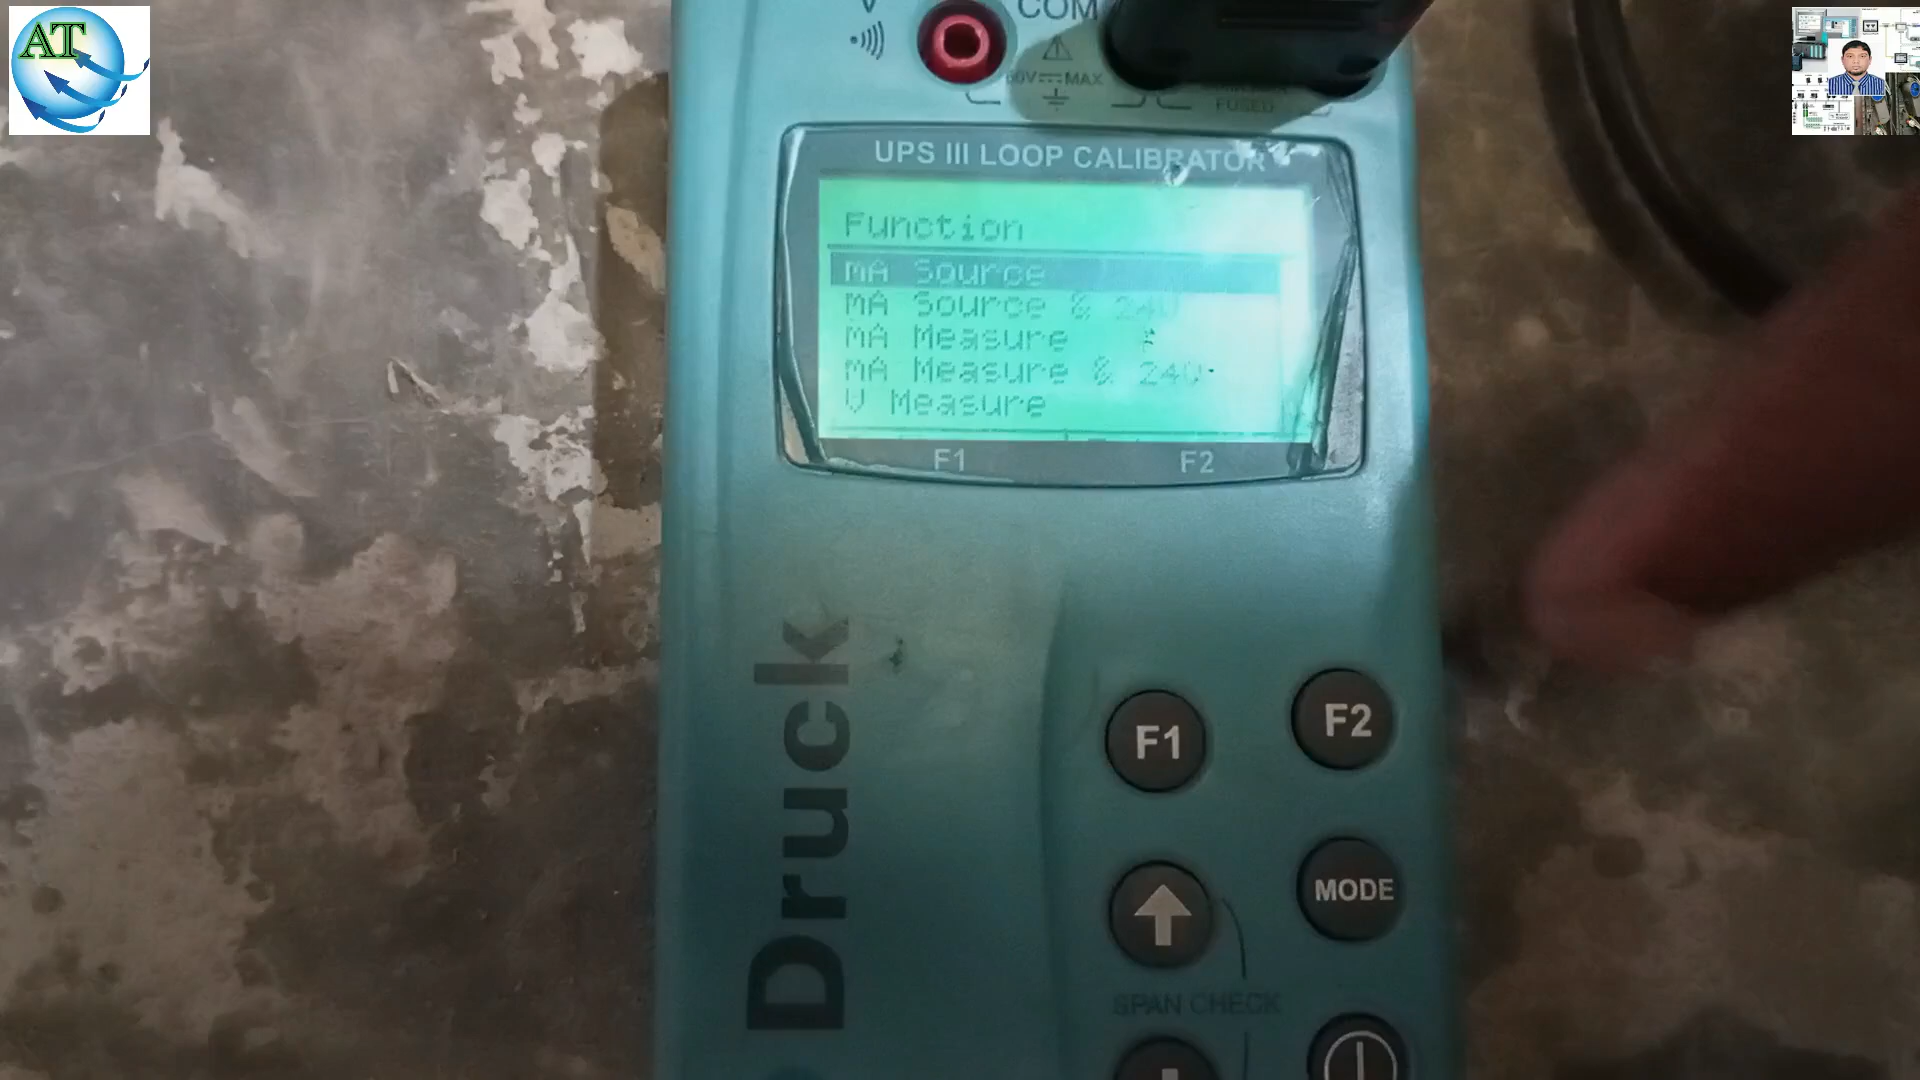 AT
V
COM
60V MAX
FUSED
UPS III LOOP CALIBRATOR
Function
mA Source
mA Source & 24V
mA Measure
mA Measure & 24V
V Measure
F1 F2
Druck
F1 F2
MODE
SPAN CHECK